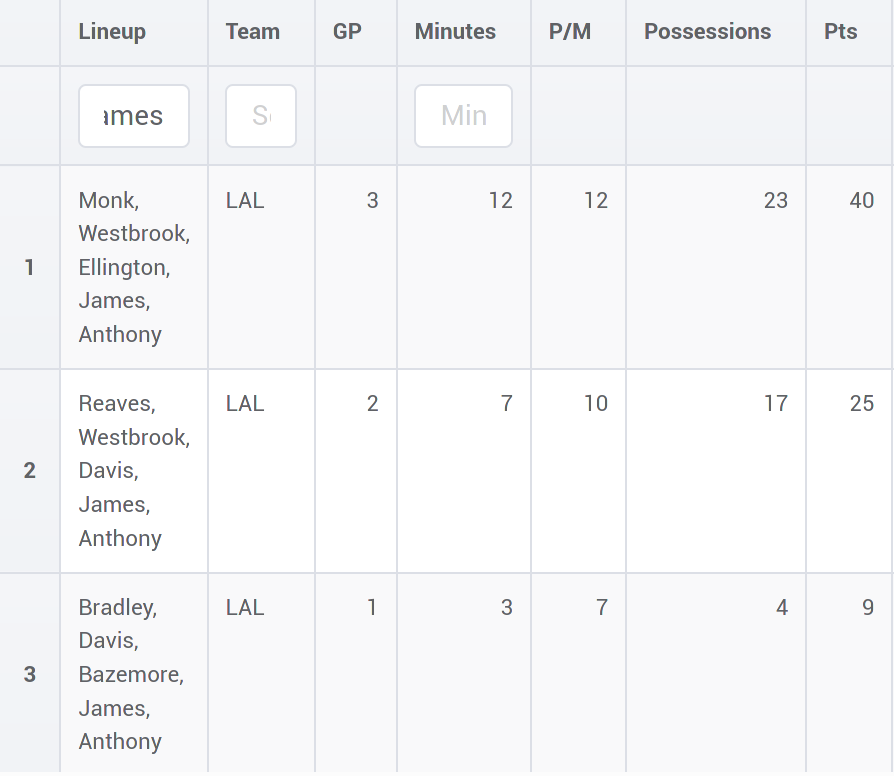 Lineup Team GP Minutes P/M Possessions Pts
ames Min
1 Monk, Westbrook, Ellington, James, Anthony LAL 3 12 12 23 40
2 Reaves, Westbrook, Davis, James, Anthony LAL 2 7 10 17 25
3 Bradley, Davis, Bazemore, James, Anthony LAL 1 3 7 4 9